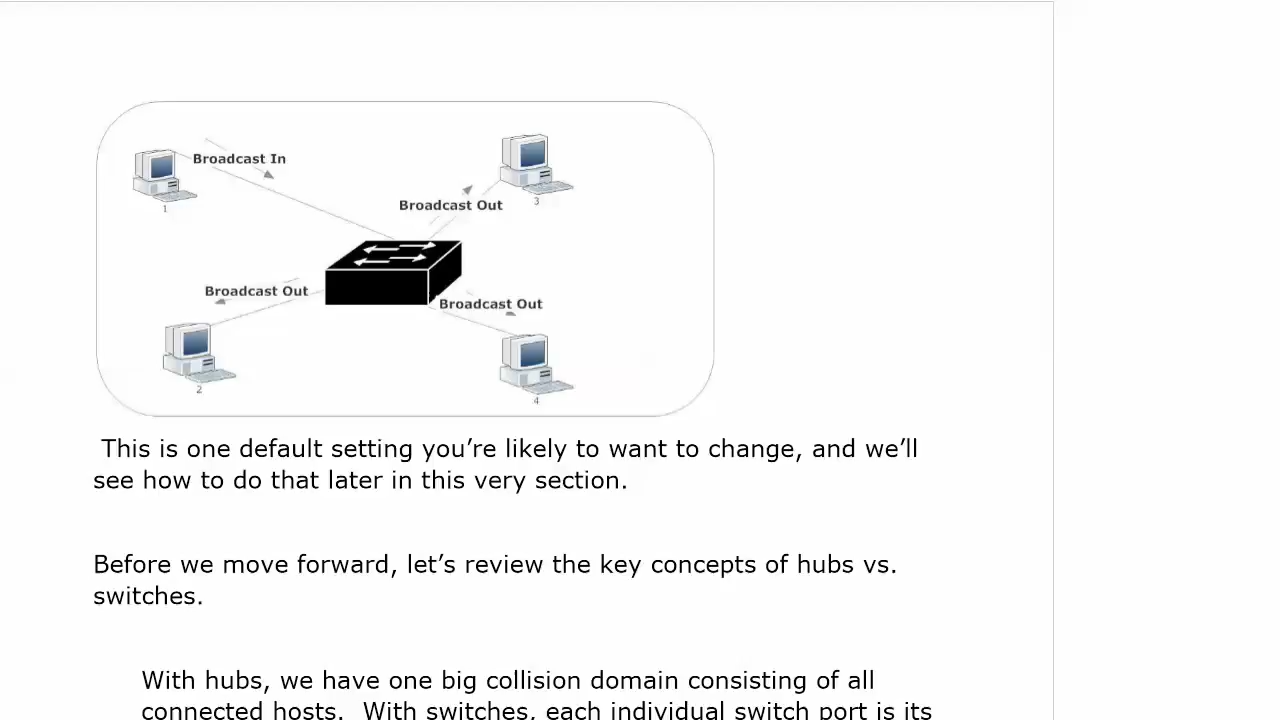 Broadcast In
1
3
Broadcast Out
Broadcast Out
Broadcast Out
2
4
This is one default setting you’re likely to want to change, and we’ll
see how to do that later in this very section.
Before we move forward, let’s review the key concepts of hubs vs.
switches.
With hubs, we have one big collision domain consisting of all
connected hosts.  With switches, each individual switch port is its